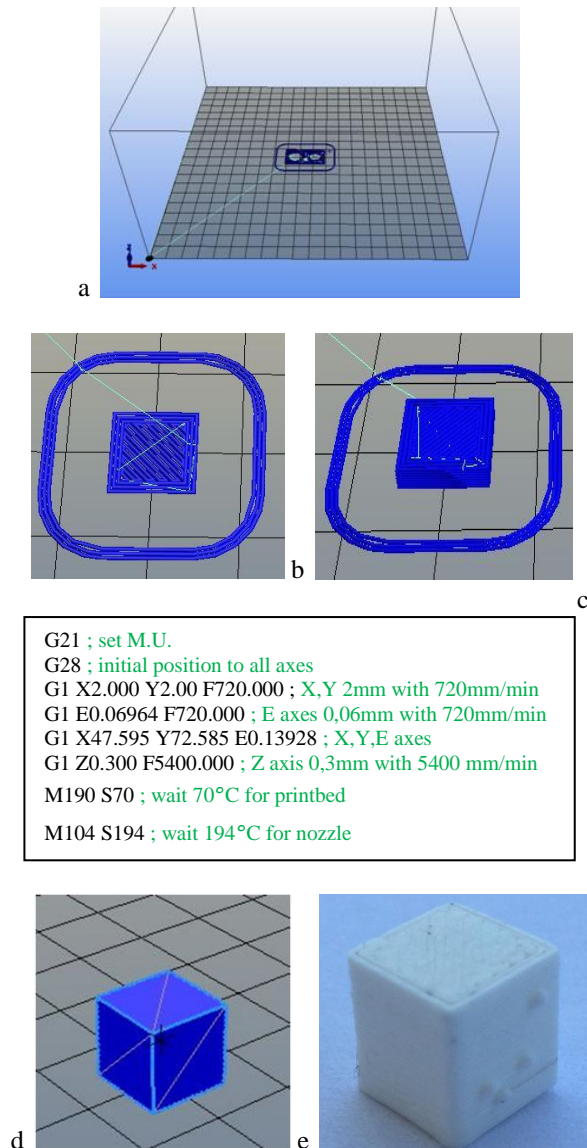 z
x
a
b
c
G21 ; set M.U.
G28 ; initial position to all axes
G1 X2.000 Y2.00 F720.000 ; X,Y 2mm with 720mm/min
G1 E0.06964 F720.000 ; E axes 0,06mm with 720mm/min
G1 X47.595 Y72.585 E0.13928 ; X,Y,E axes
G1 Z0.300 F5400.000 ; Z axis 0,3mm with 5400 mm/min
M190 S70 ; wait 70°C for printbed
M104 S194 ; wait 194°C for nozzle
d
e